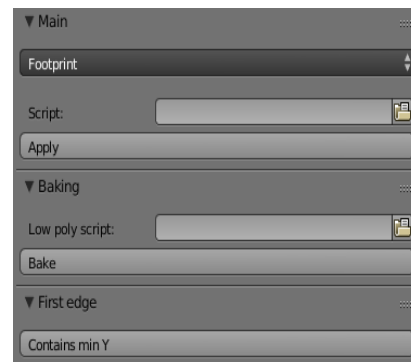 Main
Footprint
Script:
Apply
Baking
Low poly script:
Bake
First edge
Contains min Y